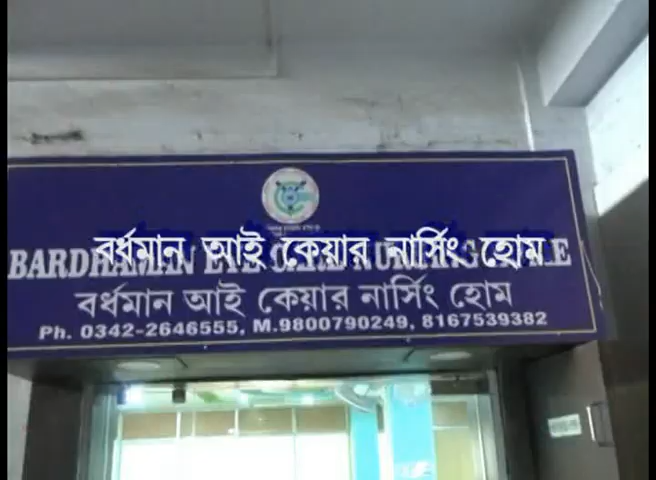 বর্ধমান আই কেয়ার নার্সিং হোম
BARDHAMAN EYE CARE NURSING HOME
বর্ধমান আই কেয়ার নার্সিং হোম
Ph. 0342-2646555, M.9800790249, 8167539382